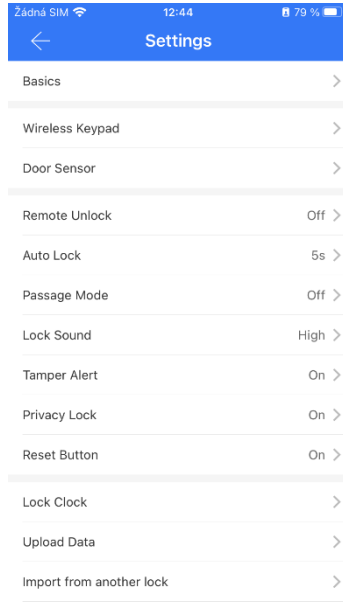 Žádná SIM 12:44 79 %
Settings
Basics
Wireless Keypad
Door Sensor
Remote Unlock Off
Auto Lock 5s
Passage Mode Off
Lock Sound High
Tamper Alert On
Privacy Lock On
Reset Button On
Lock Clock
Upload Data
Import from another lock